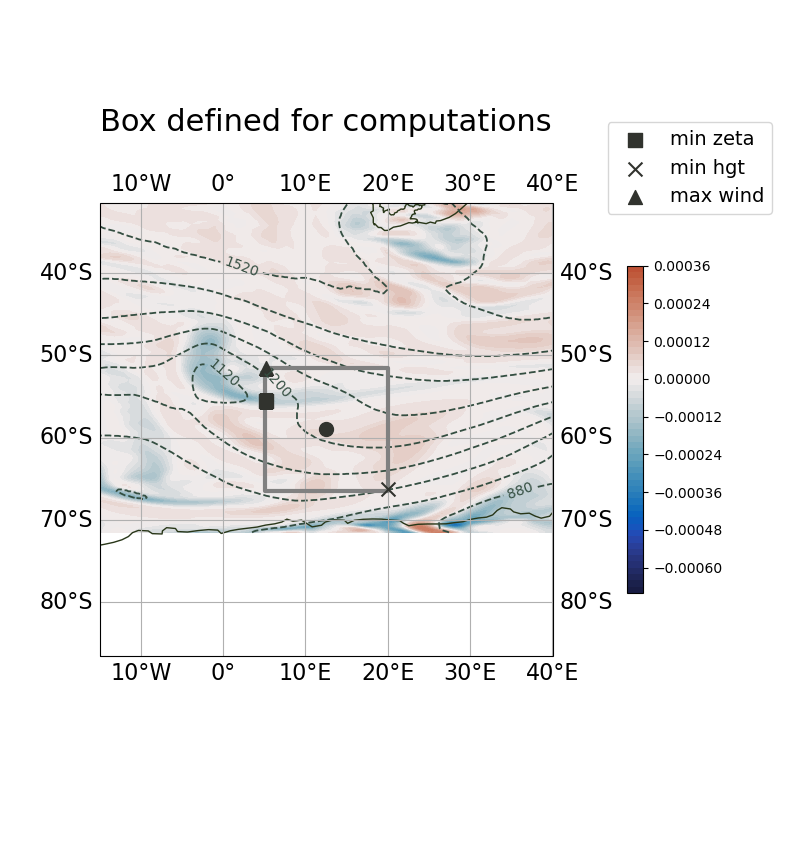 Box defined for computations
min zeta
min hgt
max wind
10°W 0° 10°E 20°E 30°E 40°E
1520
40°S 40°S
50°S 50°S
1120
200
60°S 60°S
880
70°S 70°S
80°S 80°S
10°W 0° 10°E 20°E 30°E 40°E
0.00036
0.00024
0.00012
0.00000
−0.00012
−0.00024
−0.00036
−0.00048
−0.00060